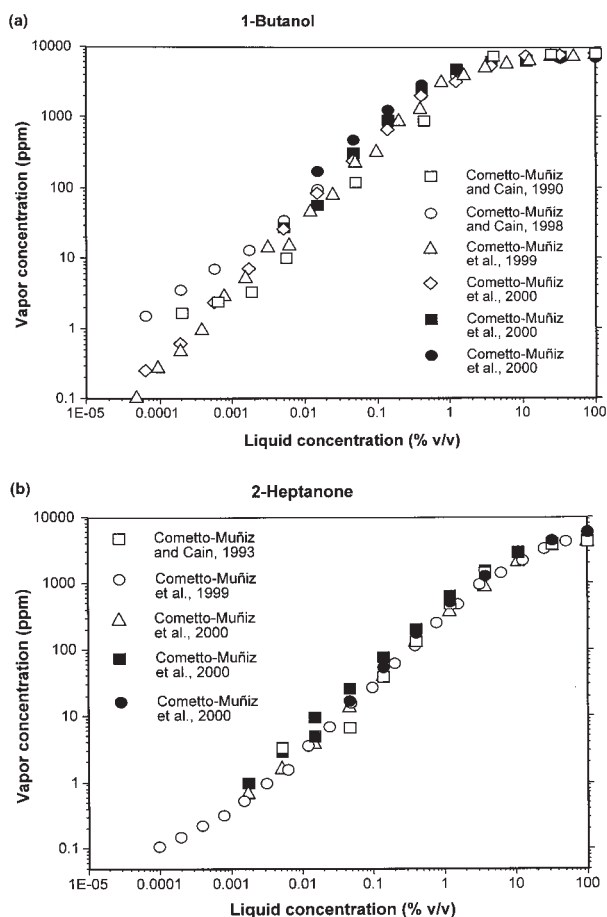 (a)
1-Butanol
Vapor concentration (ppm)
10000
1000
100
10
1
0.1
Cometto-Muñiz
and Cain, 1990
Cometto-Muñiz
and Cain, 1998
Cometto-Muñiz
et al., 1999
Cometto-Muñiz
et al., 2000
Cometto-Muñiz
et al., 2000
Cometto-Muñiz
et al., 2000
1E-05 0.0001 0.001 0.01 0.1 1 10 100
Liquid concentration (% v/v)
(b)
2-Heptanone
Vapor concentration (ppm)
10000
1000
100
10
1
0.1
Cometto-Muñiz
and Cain, 1993
Cometto-Muñiz
et al., 1999
Cometto-Muñiz
et al., 2000
Cometto-Muñiz
et al., 2000
Cometto-Muñiz
et al., 2000
1E-05 0.0001 0.001 0.01 0.1 1 10 100
Liquid concentration (% v/v)